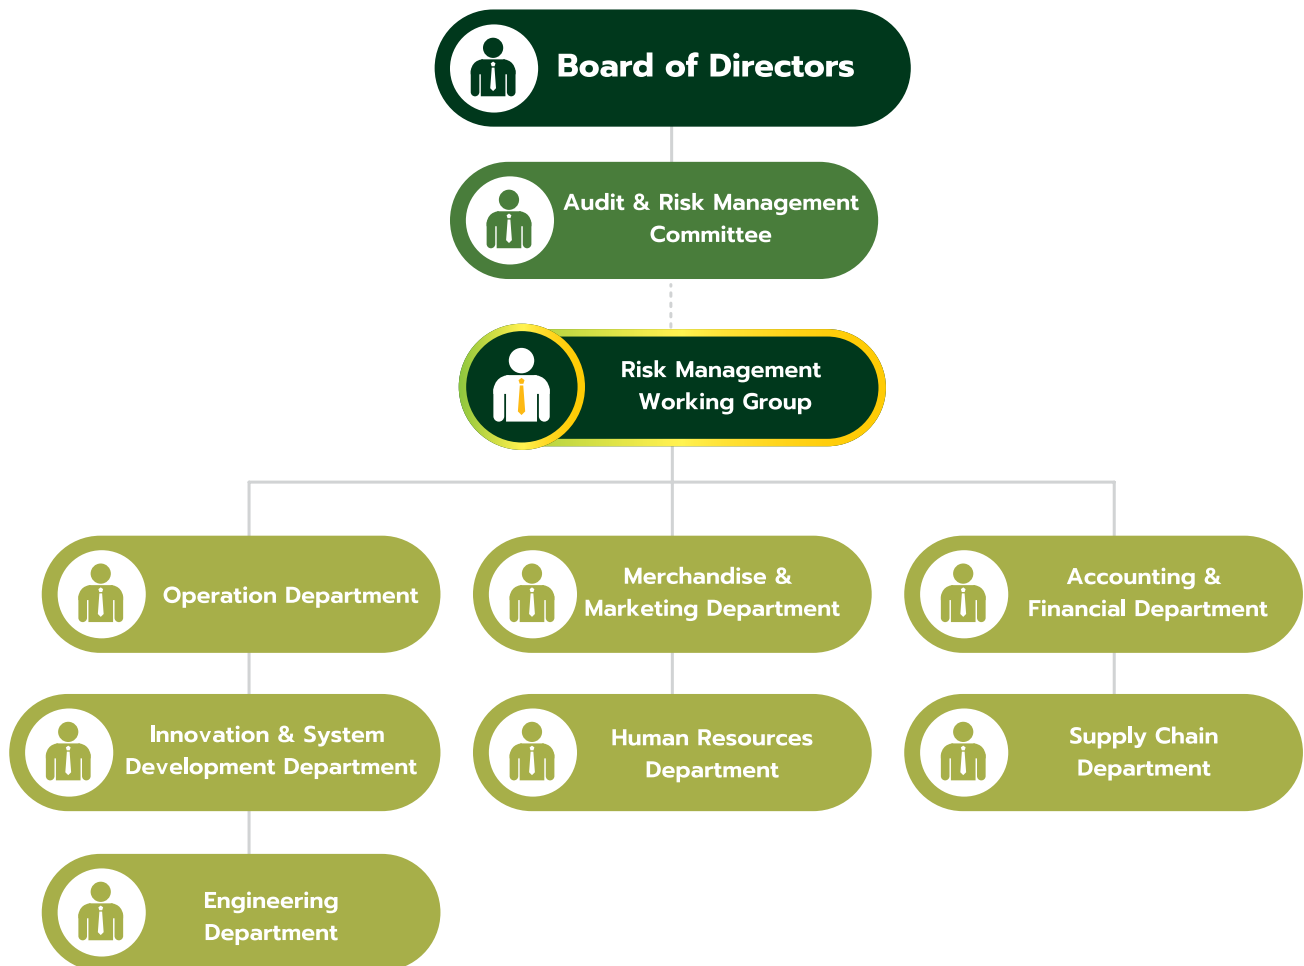 Board of Directors
Audit & Risk Management
Committee
Risk Management
Working Group
Operation Department
Merchandise &
Marketing Department
Accounting &
Financial Department
Innovation & System
Development Department
Human Resources
Department
Supply Chain
Department
Engineering
Department